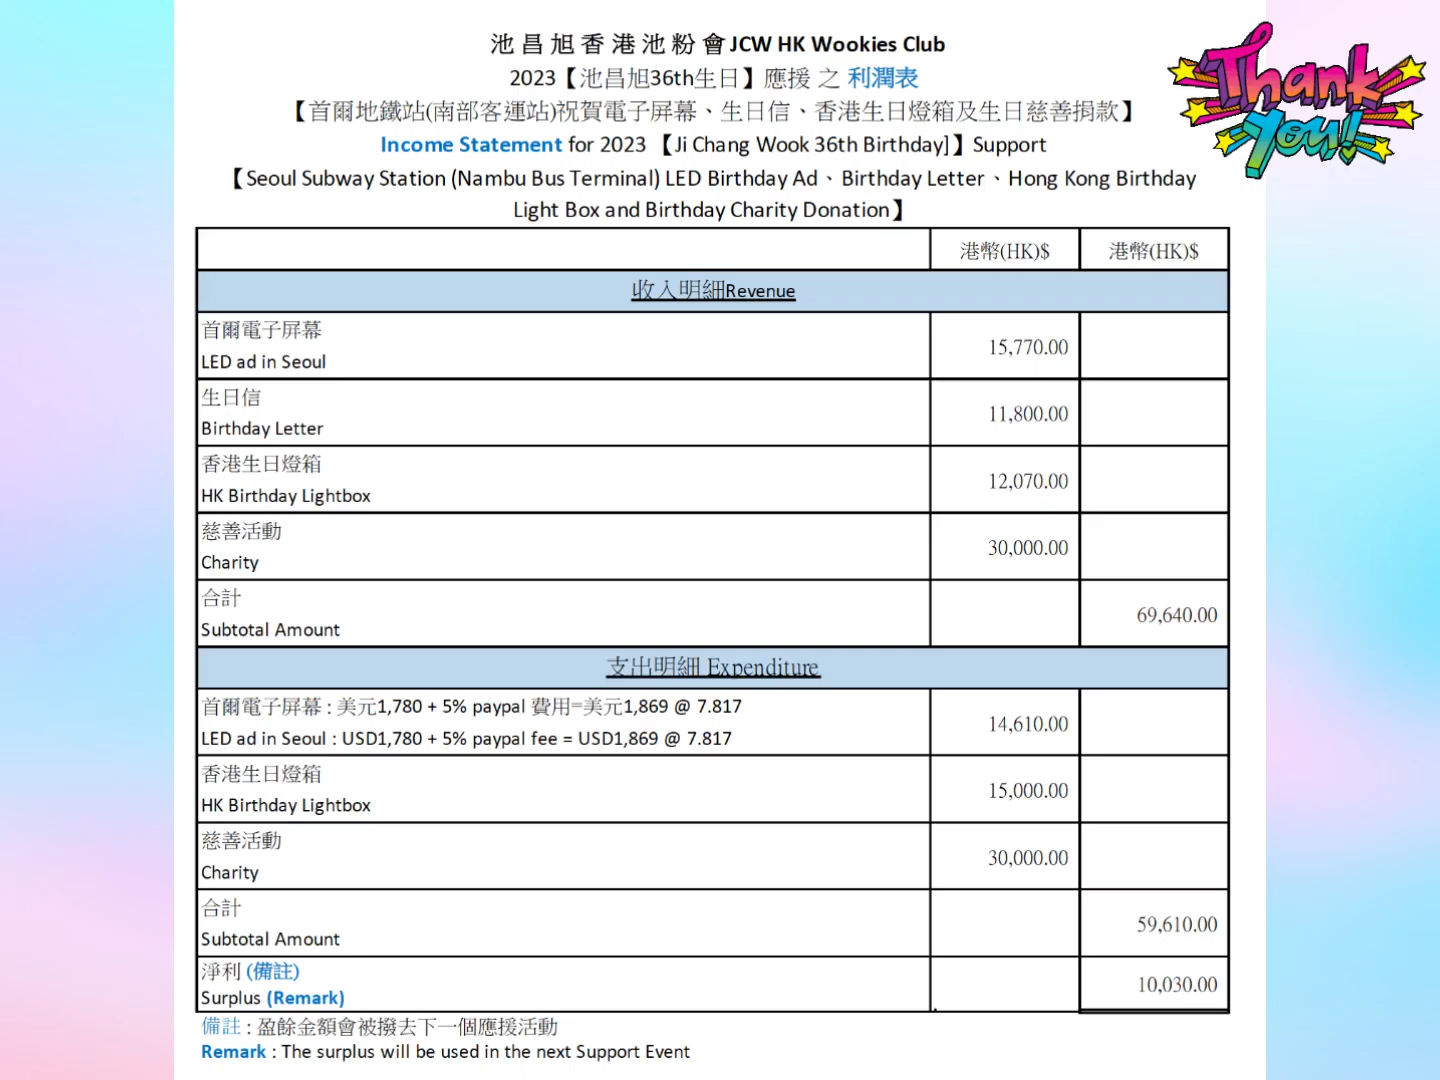 池昌旭香港池粉會JCW HK Wookies Club
2023【池昌旭36th生日】應援 之 利潤表
【首爾地鐵站(南部客運站)祝賀電子屏幕、生日信、香港生日燈箱及生日慈善捐款】
Income Statement for 2023 【Ji Chang Wook 36th Birthday]】Support
【Seoul Subway Station (Nambu Bus Terminal) LED Birthday Ad、Birthday Letter、Hong Kong Birthday
Light Box and Birthday Charity Donation】
Thank
You!
港幣(HK)$ 港幣(HK)$
收入明細Revenue
首爾電子屏幕
LED ad in Seoul
15,770.00
生日信
Birthday Letter
11,800.00
香港生日燈箱
HK Birthday Lightbox
12,070.00
慈善活動
Charity
30,000.00
合計
Subtotal Amount
69,640.00
支出明細 Expenditure
首爾電子屏幕 : 美元1,780 + 5% paypal 費用=美元1,869 @ 7.817
LED ad in Seoul : USD1,780 + 5% paypal fee = USD1,869 @ 7.817
14,610.00
香港生日燈箱
HK Birthday Lightbox
15,000.00
慈善活動
Charity
30,000.00
合計
Subtotal Amount
59,610.00
淨利 (備註)
Surplus (Remark)
10,030.00
備註 : 盈餘金額會被撥去下一個應援活動
Remark : The surplus will be used in the next Support Event